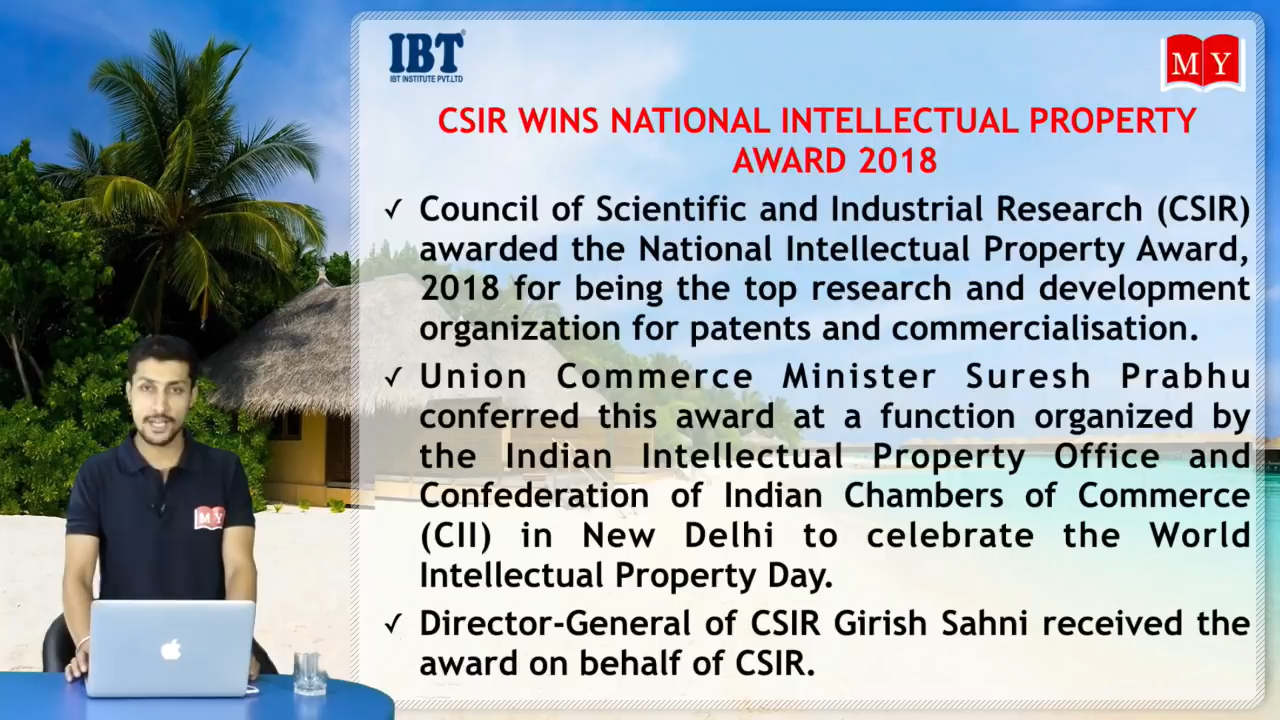 IBT
IBT INSTITUTE PVT.LTD
M Y
CSIR WINS NATIONAL INTELLECTUAL PROPERTY
AWARD 2018
✓ Council of Scientific and Industrial Research (CSIR)
awarded the National Intellectual Property Award,
2018 for being the top research and development
organization for patents and commercialisation.
✓ Union Commerce Minister Suresh Prabhu
conferred this award at a function organized by
the Indian Intellectual Property Office and
Confederation of Indian Chambers of Commerce
(CII) in New Delhi to celebrate the World
Intellectual Property Day.
✓ Director-General of CSIR Girish Sahni received the
award on behalf of CSIR.
M Y